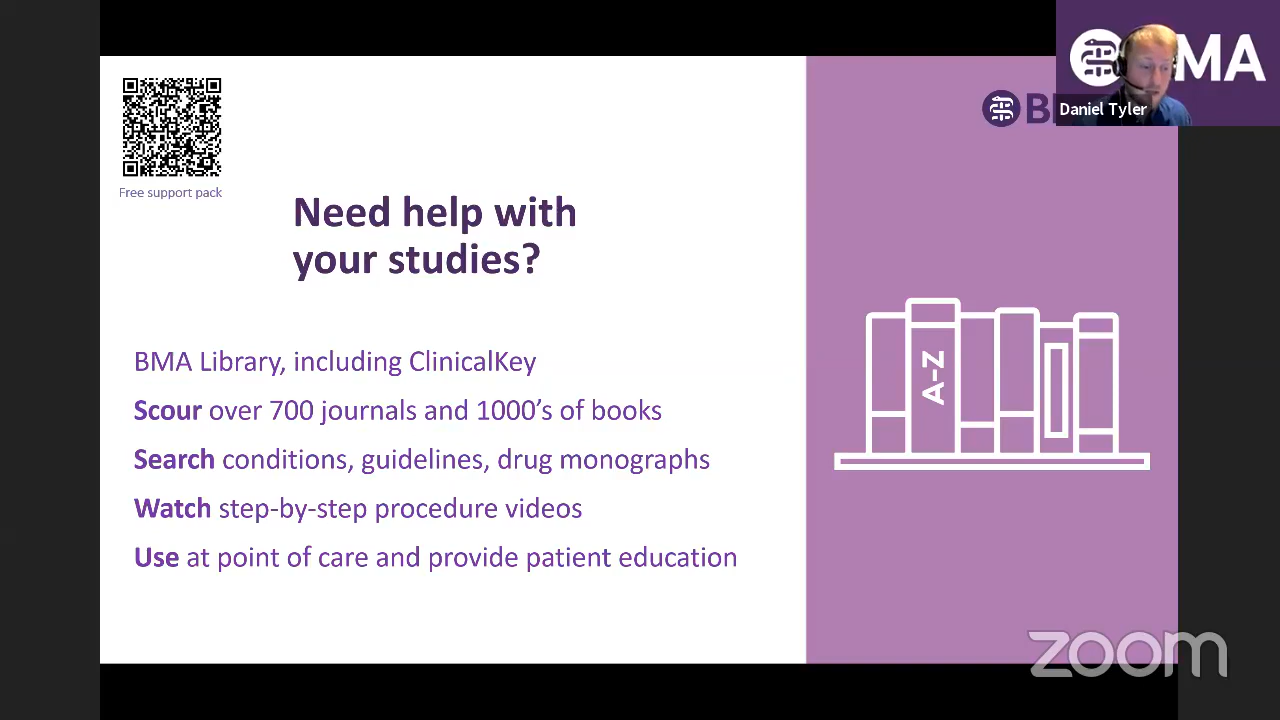 Free support pack
Need help with
your studies?
BMA Library, including ClinicalKey
Scour over 700 journals and 1000's of books
Search conditions, guidelines, drug monographs
Watch step-by-step procedure videos
Use at point of care and provide patient education
A-Z
MA
B
Daniel Tyler
zoom